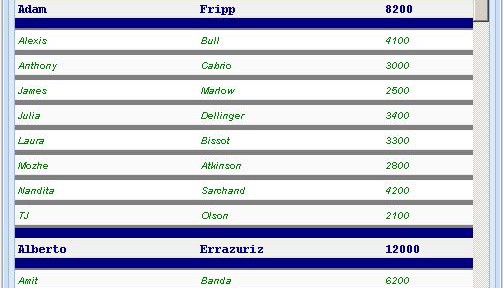 Adam Fripp 8200
Alexis Bull 4100
Anthony Cabrio 3000
James Marlow 2500
Julia Dellinger 3400
Laura Bissot 3300
Mozhe Atkinson 2800
Nandita Sarchand 4200
TJ Olson 2100
Alberto Errazuriz 12000
Amit Banda 6200